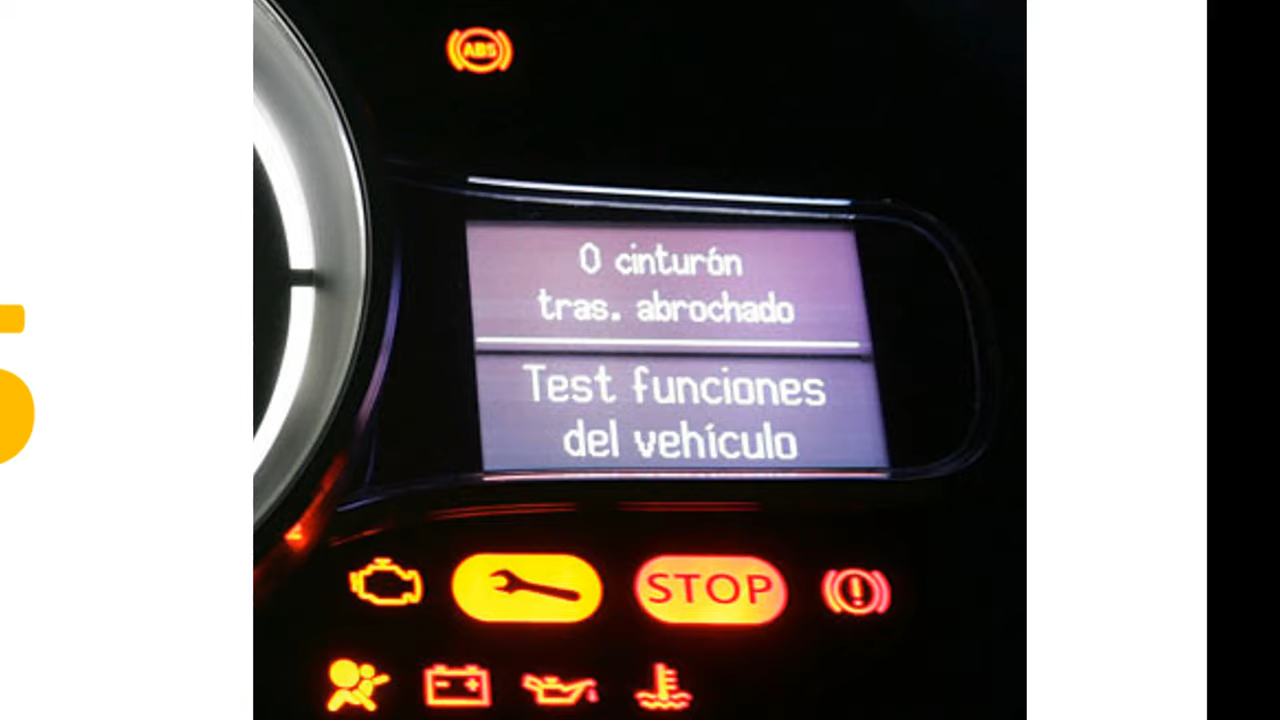 ABS
0 cinturón
tras. abrochado
Test funciones
del vehículo
STOP